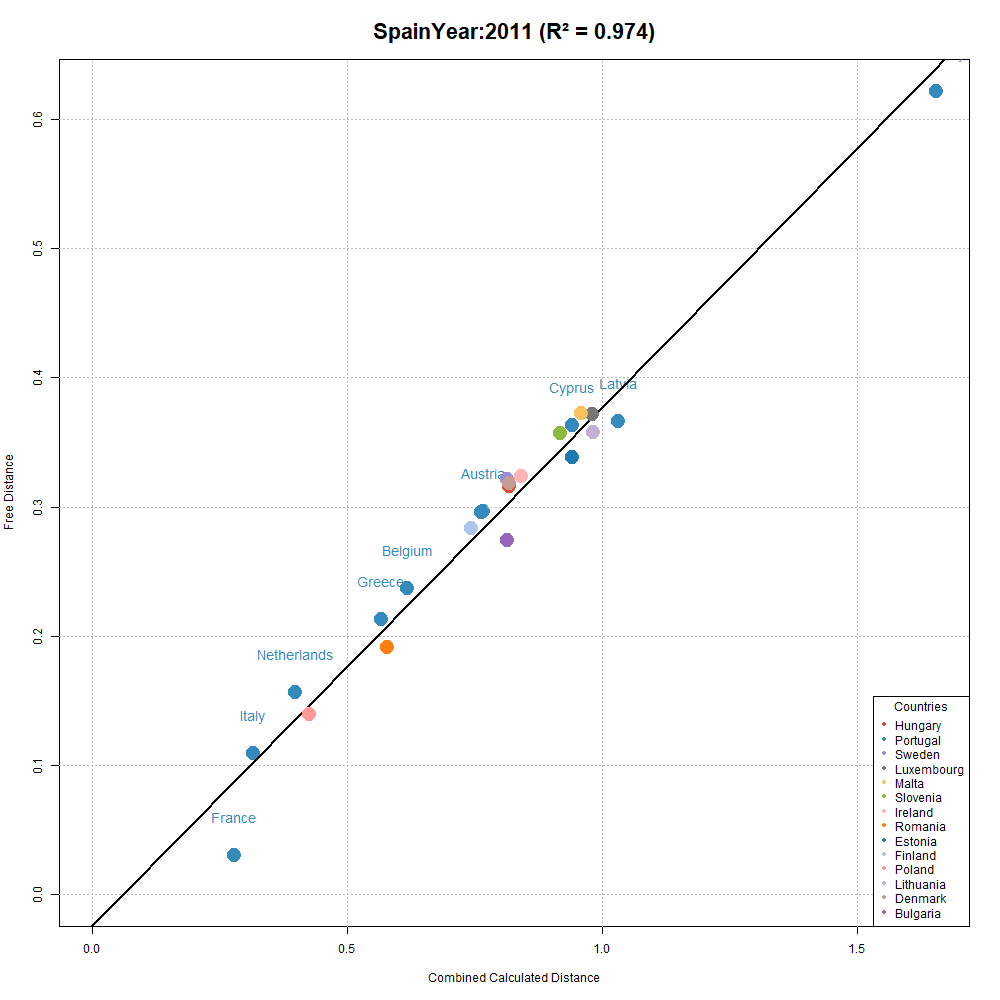 SpainYear:2011 (R² = 0.974)
Free Distance
0.6
0.5
0.4
0.3
0.2
0.1
0.0
Cyprus
Latvia
Austria
Belgium
Greece
Netherlands
Italy
France
Countries
Hungary
Portugal
Sweden
Luxembourg
Malta
Slovenia
Ireland
Romania
Estonia
Finland
Poland
Lithuania
Denmark
Bulgaria
0.0
0.5
1.0
1.5
Combined Calculated Distance